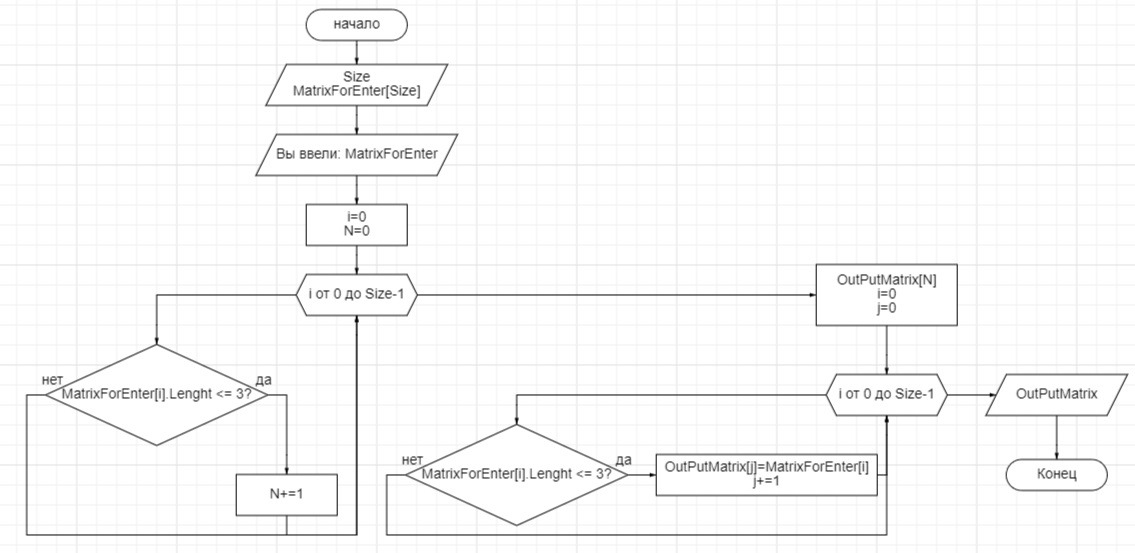 начало
Size
MatrixForEnter[Size]
Вы ввели: MatrixForEnter
i=0
N=0
i от 0 до Size-1
нет
MatrixForEnter[i].Lenght <= 3?
да
N+=1
OutPutMatrix[N]
i=0
j=0
i от 0 до Size-1
нет
MatrixForEnter[i].Lenght <= 3?
да
OutPutMatrix[j]=MatrixForEnter[i]
j+=1
OutPutMatrix
Конец